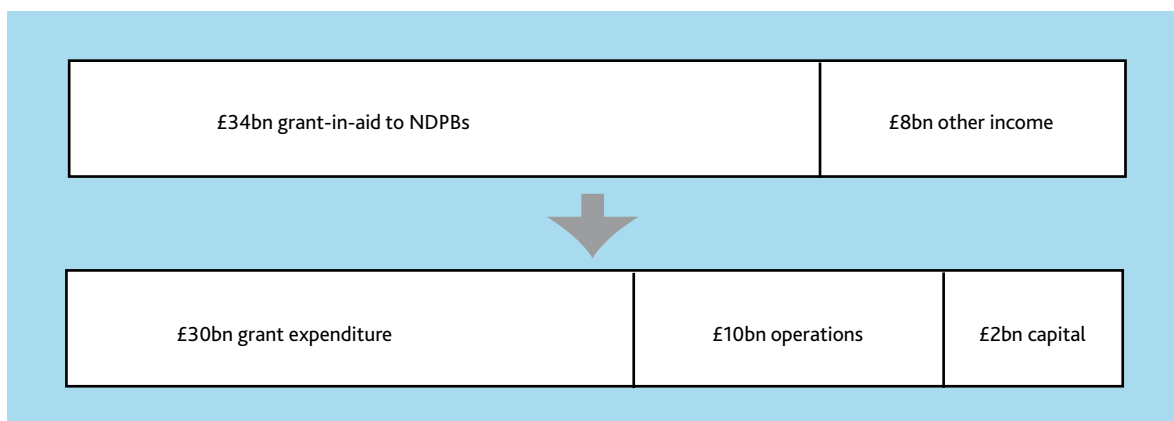 £34bn grant-in-aid to NDPBs
£8bn other income
£30bn grant expenditure
£10bn operations
£2bn capital